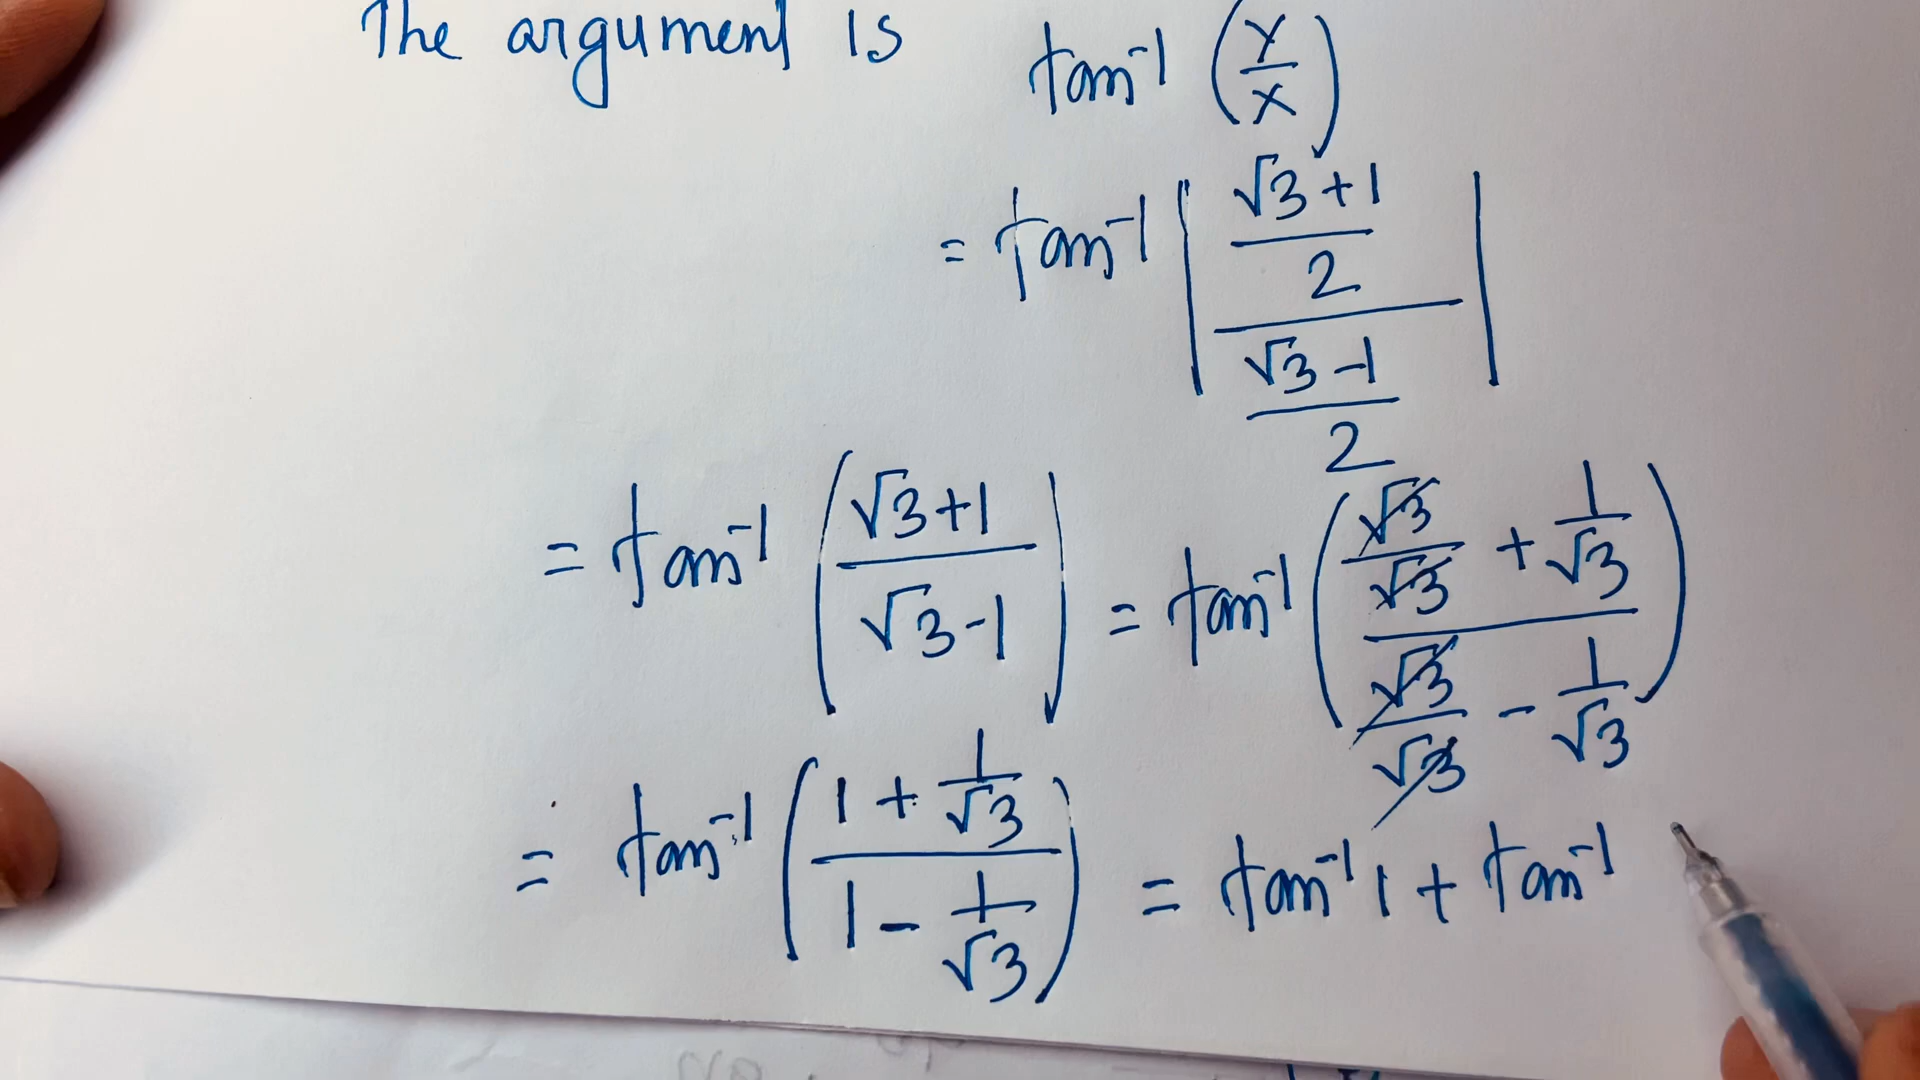 The argument is tan⁻¹ (y/x)
= tan⁻¹ | ((√3+1)/2) / ((√3-1)/2) |
= tan⁻¹ ((√3+1)/(√3-1)) = tan⁻¹ ((√3/√3 + 1/√3)/(√3/√3 - 1/√3))
= tan⁻¹ ((1 + 1/√3)/(1 - 1/√3)) = tan⁻¹ 1 + tan⁻¹